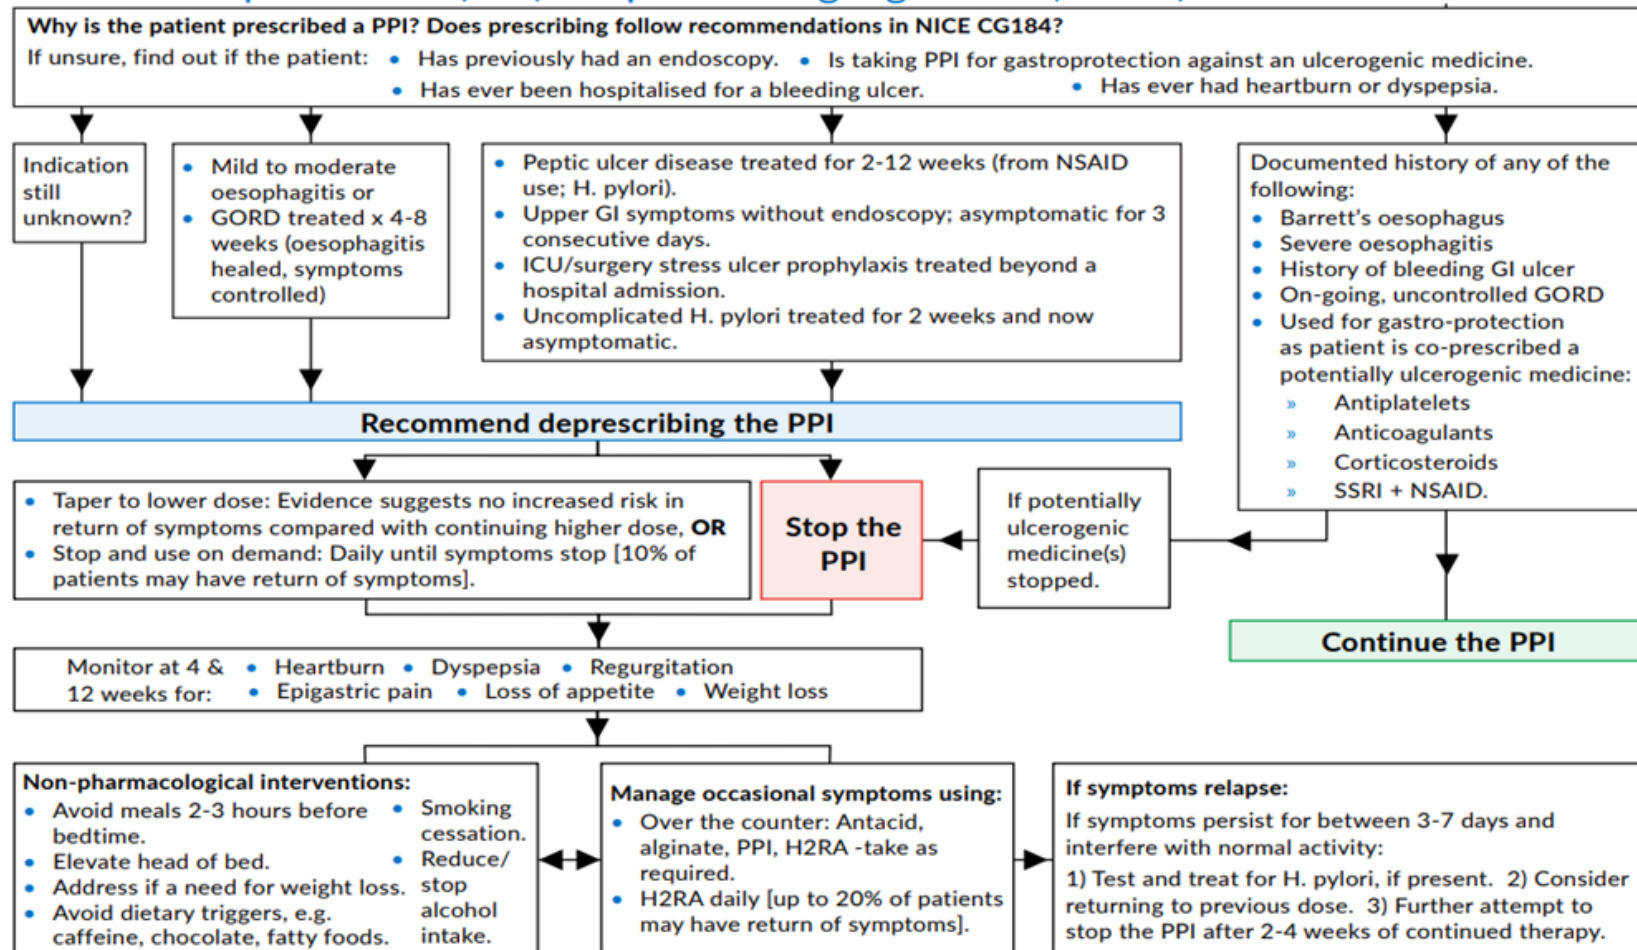 Why is the patient prescribed a PPI? Does prescribing follow recommendations in NICE CG184?
If unsure, find out if the patient: • Has previously had an endoscopy. • Is taking PPI for gastroprotection against an ulcerogenic medicine.
• Has ever been hospitalised for a bleeding ulcer. • Has ever had heartburn or dyspepsia.
Indication
still
unknown?
• Mild to moderate
oesophagitis or
• GORD treated x 4-8
weeks (oesophagitis
healed, symptoms
controlled)
• Peptic ulcer disease treated for 2-12 weeks (from NSAID
use; H. pylori).
• Upper GI symptoms without endoscopy; asymptomatic for 3
consecutive days.
• ICU/surgery stress ulcer prophylaxis treated beyond a
hospital admission.
• Uncomplicated H. pylori treated for 2 weeks and now
asymptomatic.
Documented history of any of the
following:
• Barrett's oesophagus
• Severe oesophagitis
• History of bleeding GI ulcer
• On-going, uncontrolled GORD
• Used for gastro-protection
as patient is co-prescribed a
potentially ulcerogenic medicine:
» Antiplatelets
» Anticoagulants
» Corticosteroids
» SSRI + NSAID.
Recommend deprescribing the PPI
• Taper to lower dose: Evidence suggests no increased risk in
return of symptoms compared with continuing higher dose, OR
• Stop and use on demand: Daily until symptoms stop [10% of
patients may have return of symptoms].
Stop the
PPI
If potentially
ulcerogenic
medicine(s)
stopped.
Continue the PPI
Monitor at 4 & • Heartburn • Dyspepsia • Regurgitation
12 weeks for: • Epigastric pain • Loss of appetite • Weight loss
Non-pharmacological interventions:
• Avoid meals 2-3 hours before
bedtime.
• Elevate head of bed.
• Address if a need for weight loss.
• Avoid dietary triggers, e.g.
caffeine, chocolate, fatty foods.
• Smoking
cessation.
• Reduce/
stop
alcohol
intake.
Manage occasional symptoms using:
• Over the counter: Antacid,
alginate, PPI, H2RA -take as
required.
• H2RA daily [up to 20% of patients
may have return of symptoms].
If symptoms relapse:
If symptoms persist for between 3-7 days and
interfere with normal activity:
1) Test and treat for H. pylori, if present. 2) Consider
returning to previous dose. 3) Further attempt to
stop the PPI after 2-4 weeks of continued therapy.